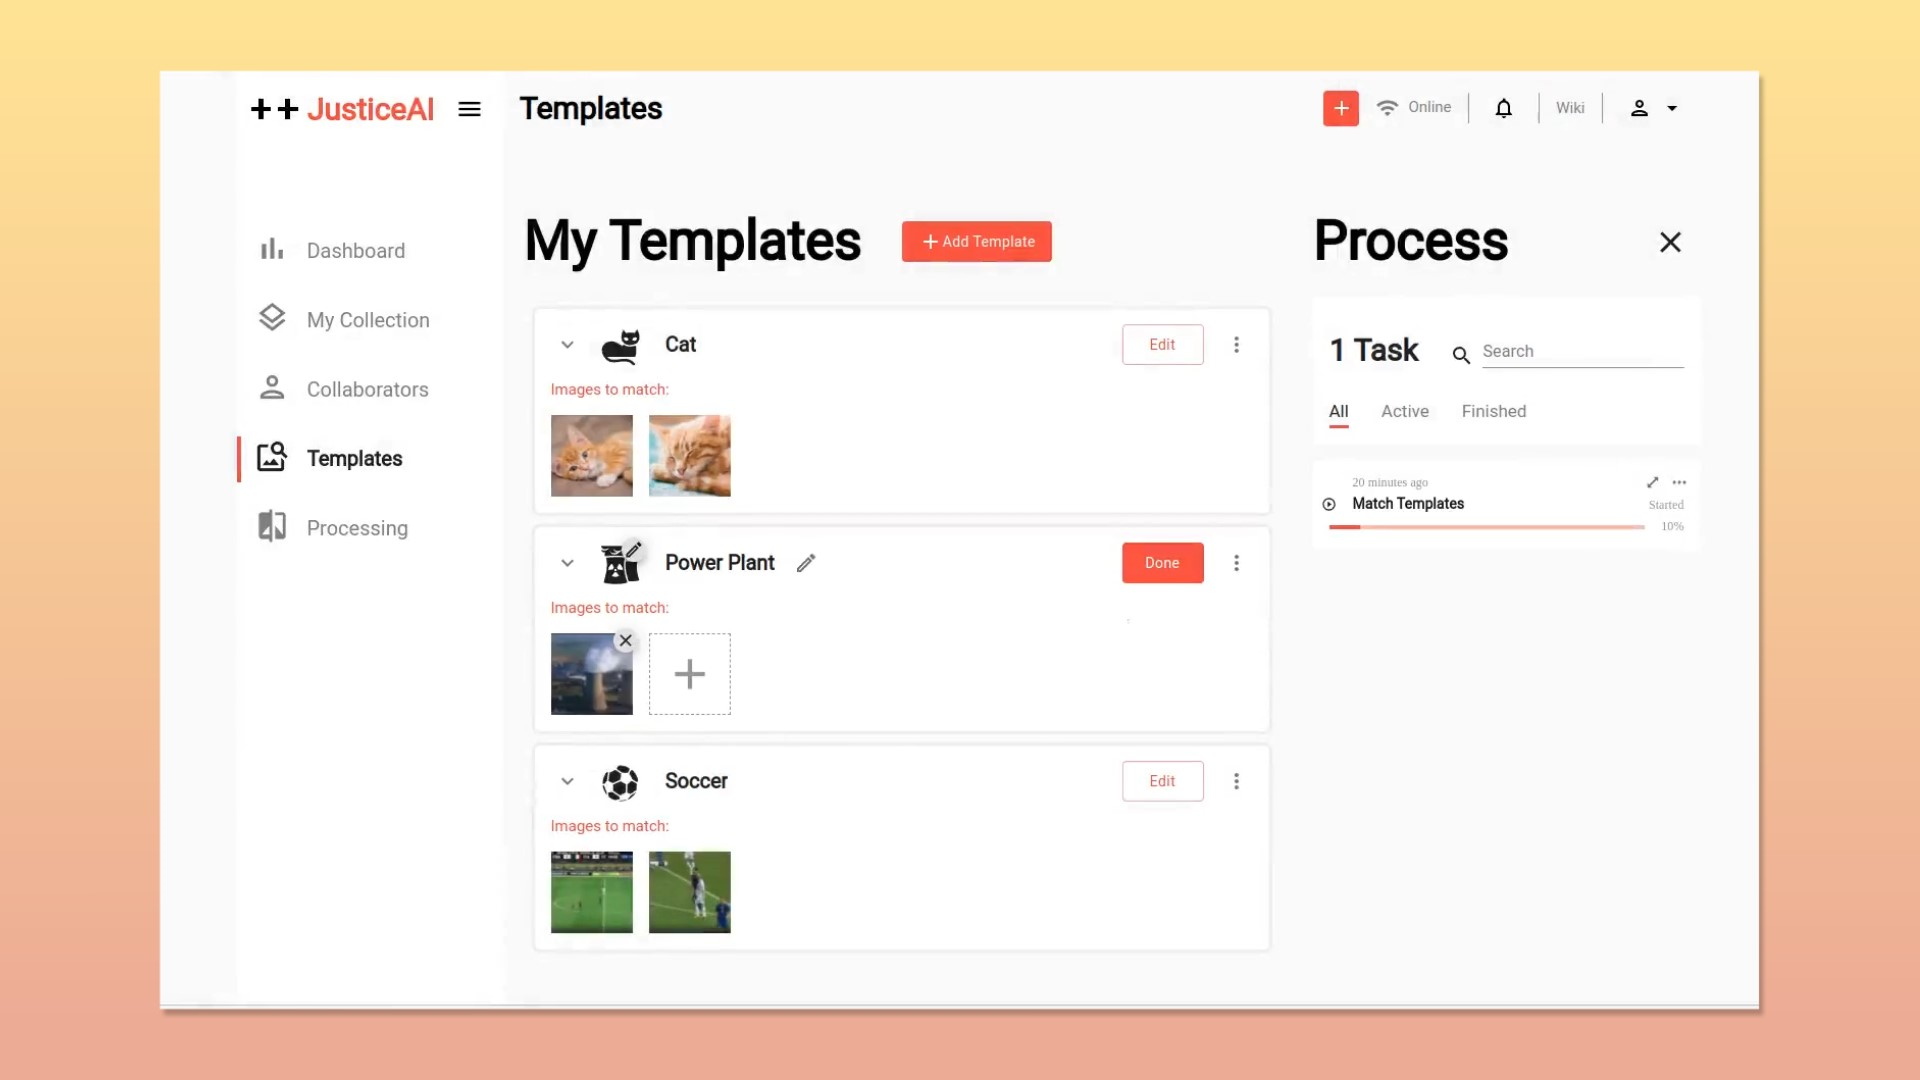 ++ JusticeAI
Templates
+
Online
Wiki
Dashboard
My Collection
Collaborators
Templates
Processing
My Templates
+ Add Template
Cat
Edit
Images to match:
Power Plant
Done
Images to match:
+
Soccer
Edit
Images to match:
Process
1 Task
Search
All Active Finished
20 minutes ago
Match Templates
Started
10%